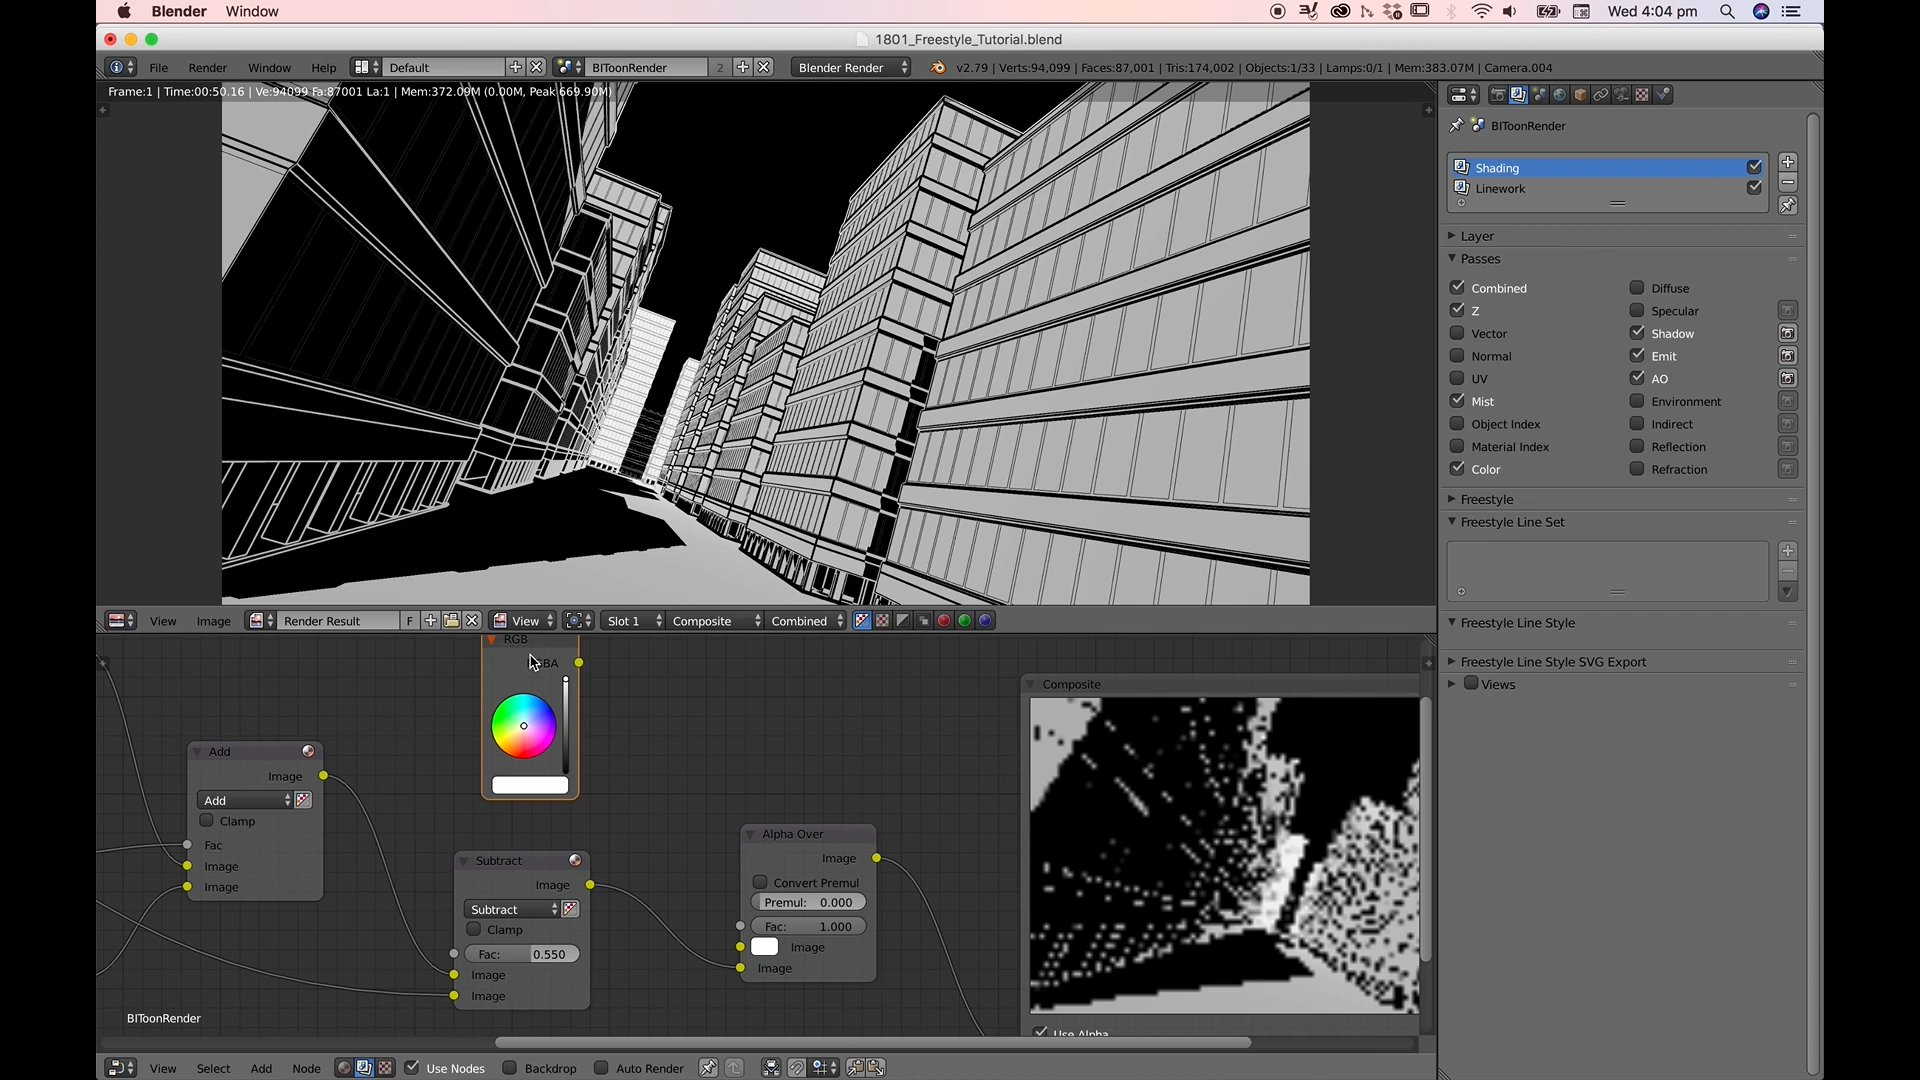 Blender Window Wed 4:04 pm
1801_Freestyle_Tutorial.blend
File Render Window Help Default BIToonRender 2 Blender Render v2.79 | Verts:94,099 | Faces:87,001 | Tris:174,002 | Objects:1/33 | Lamps:0/1 | Mem:383.07M | Camera.004
Frame:1 | Time:00:50.16 | Ve:94099 Fa:87001 La:1 | Mem:372.09M (0.00M, Peak 669.90M)
BIToonRender
Shading
Linework
Layer
Passes
Combined Diffuse
Z Specular
Vector Shadow
Normal Emit
UV AO
Mist Environment
Object Index Indirect
Material Index Reflection
Color Refraction
Freestyle
Freestyle Line Set
Freestyle Line Style
Freestyle Line Style SVG Export
Views
View Image Render Result F View Slot 1 Composite Combined
RGB
BA
Composite
Use Alpha
Add
Image
Add
Clamp
Fac
Image
Image
Subtract
Image
Subtract
Clamp
Fac: 0.550
Image
Image
Alpha Over
Image
Convert Premul
Premul: 0.000
Fac: 1.000
Image
Image
BIToonRender
View Select Add Node Use Nodes Backdrop Auto Render